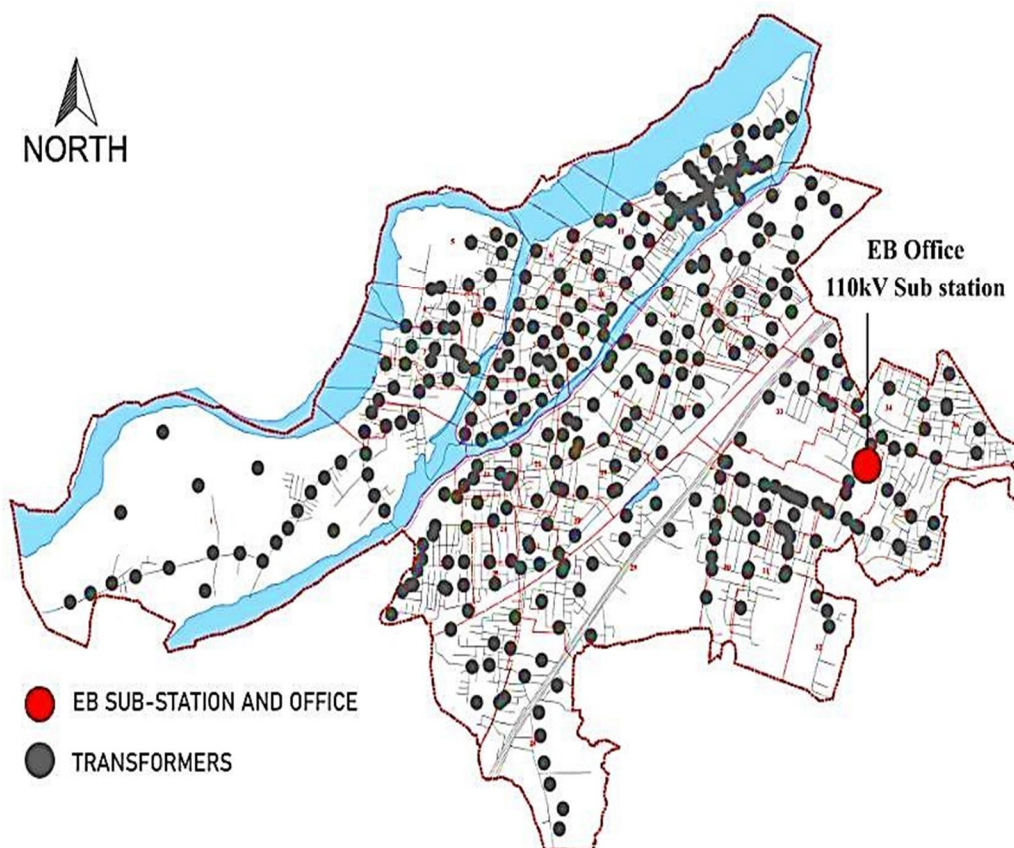 NORTH
EB Office
110kV Sub station
EB SUB-STATION AND OFFICE
TRANSFORMERS